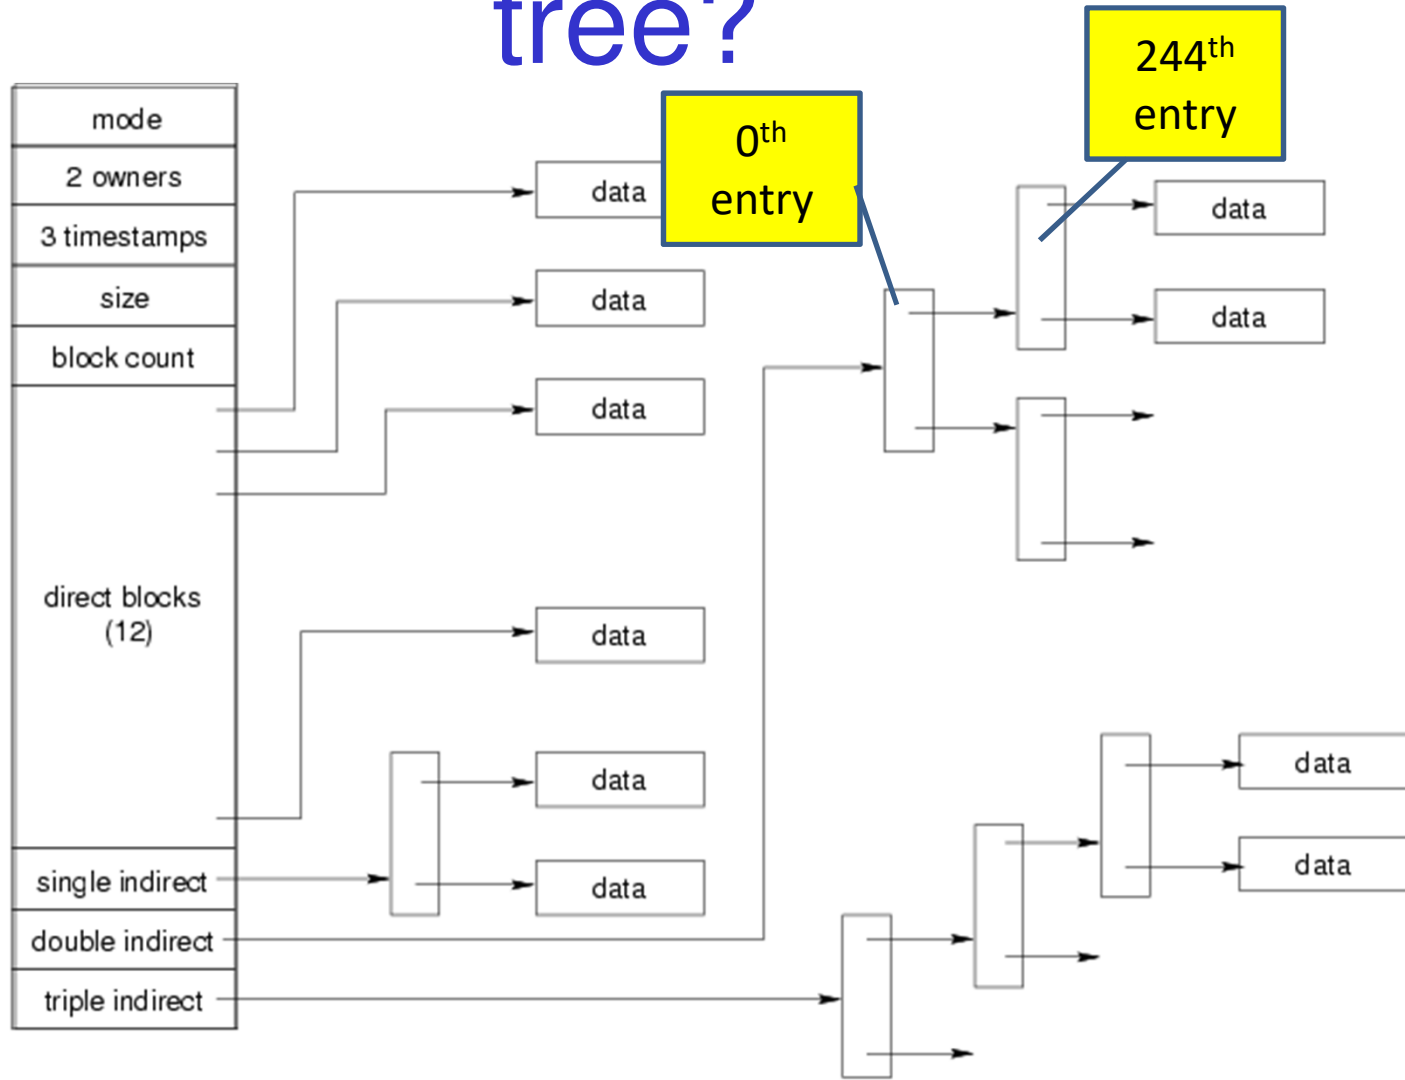 tree?
mode
2 owners
3 timestamps
size
block count
direct blocks
(12)
single indirect
double indirect
triple indirect
data
data
data
data
data
data
0th
entry
244th
entry
data
data
data
data